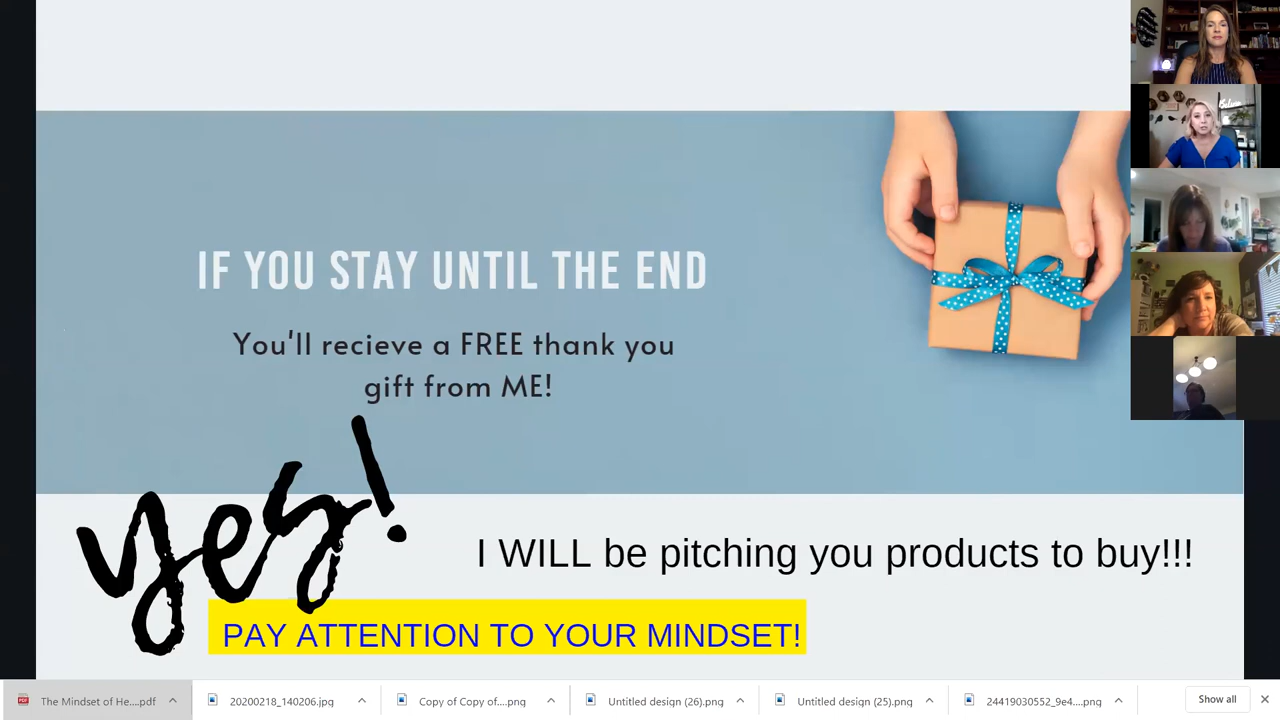 IF YOU STAY UNTIL THE END
You'll recieve a FREE thank you
gift from ME!
yes!
I WILL be pitching you products to buy!!!
PAY ATTENTION TO YOUR MINDSET!
The Mindset of He....pdf
20200218_140206.jpg
Copy of Copy of....png
Untitled design (26).png
Untitled design (25).png
24419030552_9e4....png
Show all